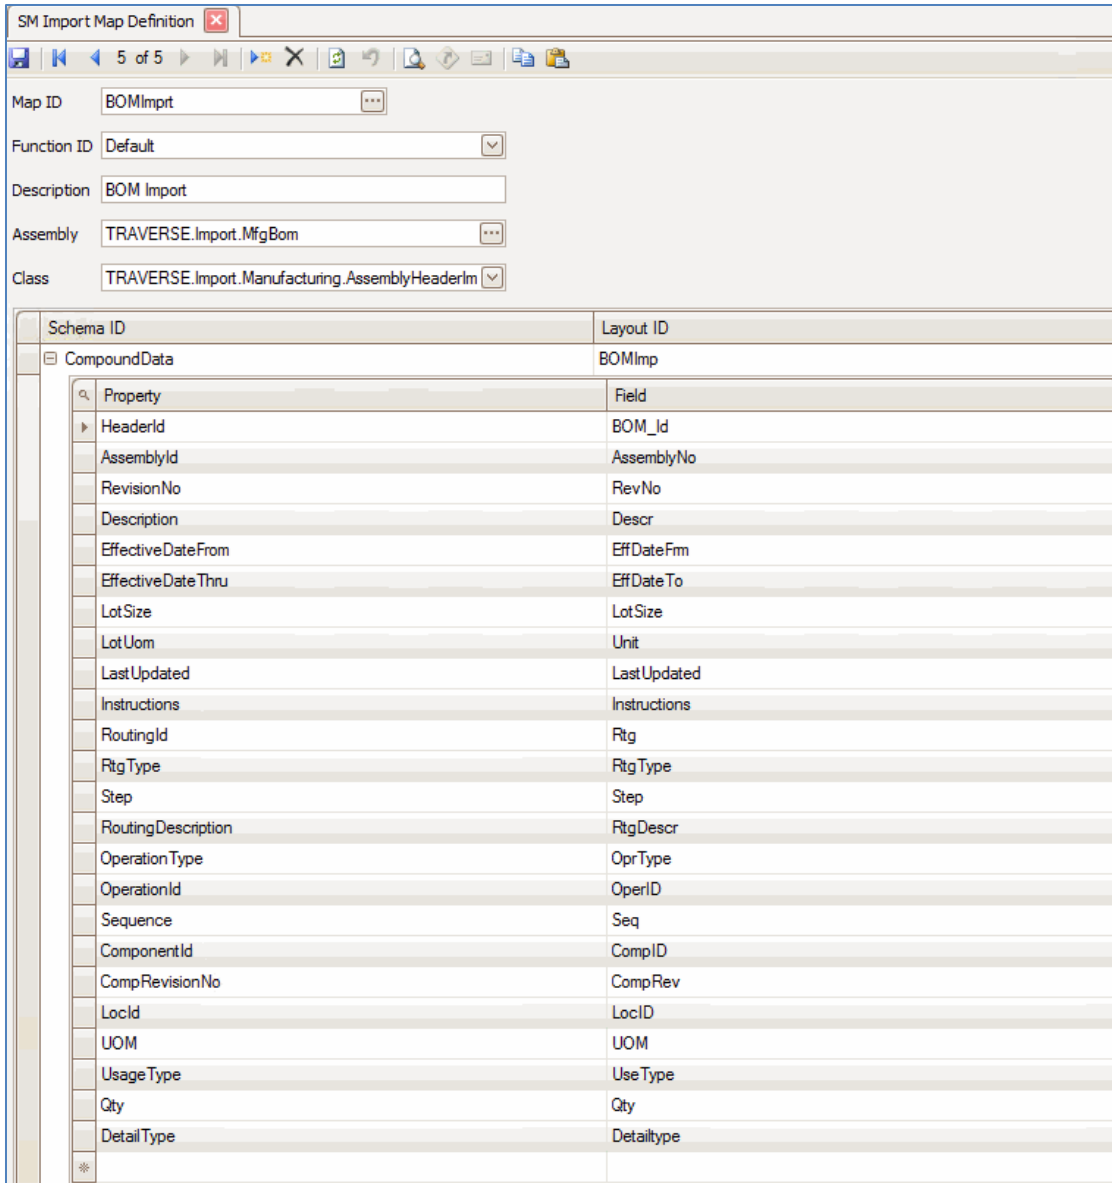 SM Import Map Definition
5 of 5
Map ID BOMImprt
Function ID Default
Description BOM Import
Assembly TRAVERSE.Import.MfgBom
Class TRAVERSE.Import.Manufacturing.AssemblyHeaderIm
Schema ID Layout ID
CompoundData BOMImp
Property Field
HeaderId BOM_Id
AssemblyId AssemblyNo
RevisionNo RevNo
Description Descr
EffectiveDateFrom EffDateFrm
EffectiveDateThru EffDateTo
LotSize LotSize
LotUom Unit
LastUpdated LastUpdated
Instructions Instructions
RoutingId Rtg
RtgType RtgType
Step Step
RoutingDescription RtgDescr
OperationType OprType
OperationId OperID
Sequence Seq
ComponentId CompID
CompRevisionNo CompRev
LocId LocID
UOM UOM
UsageType UseType
Qty Qty
DetailType Detailtype